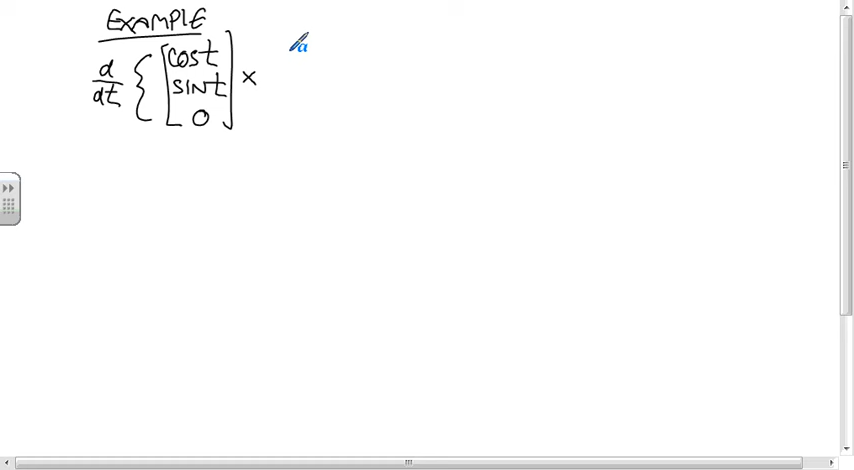 EXAMPLE
d/dt { [cost
sint
0] ×